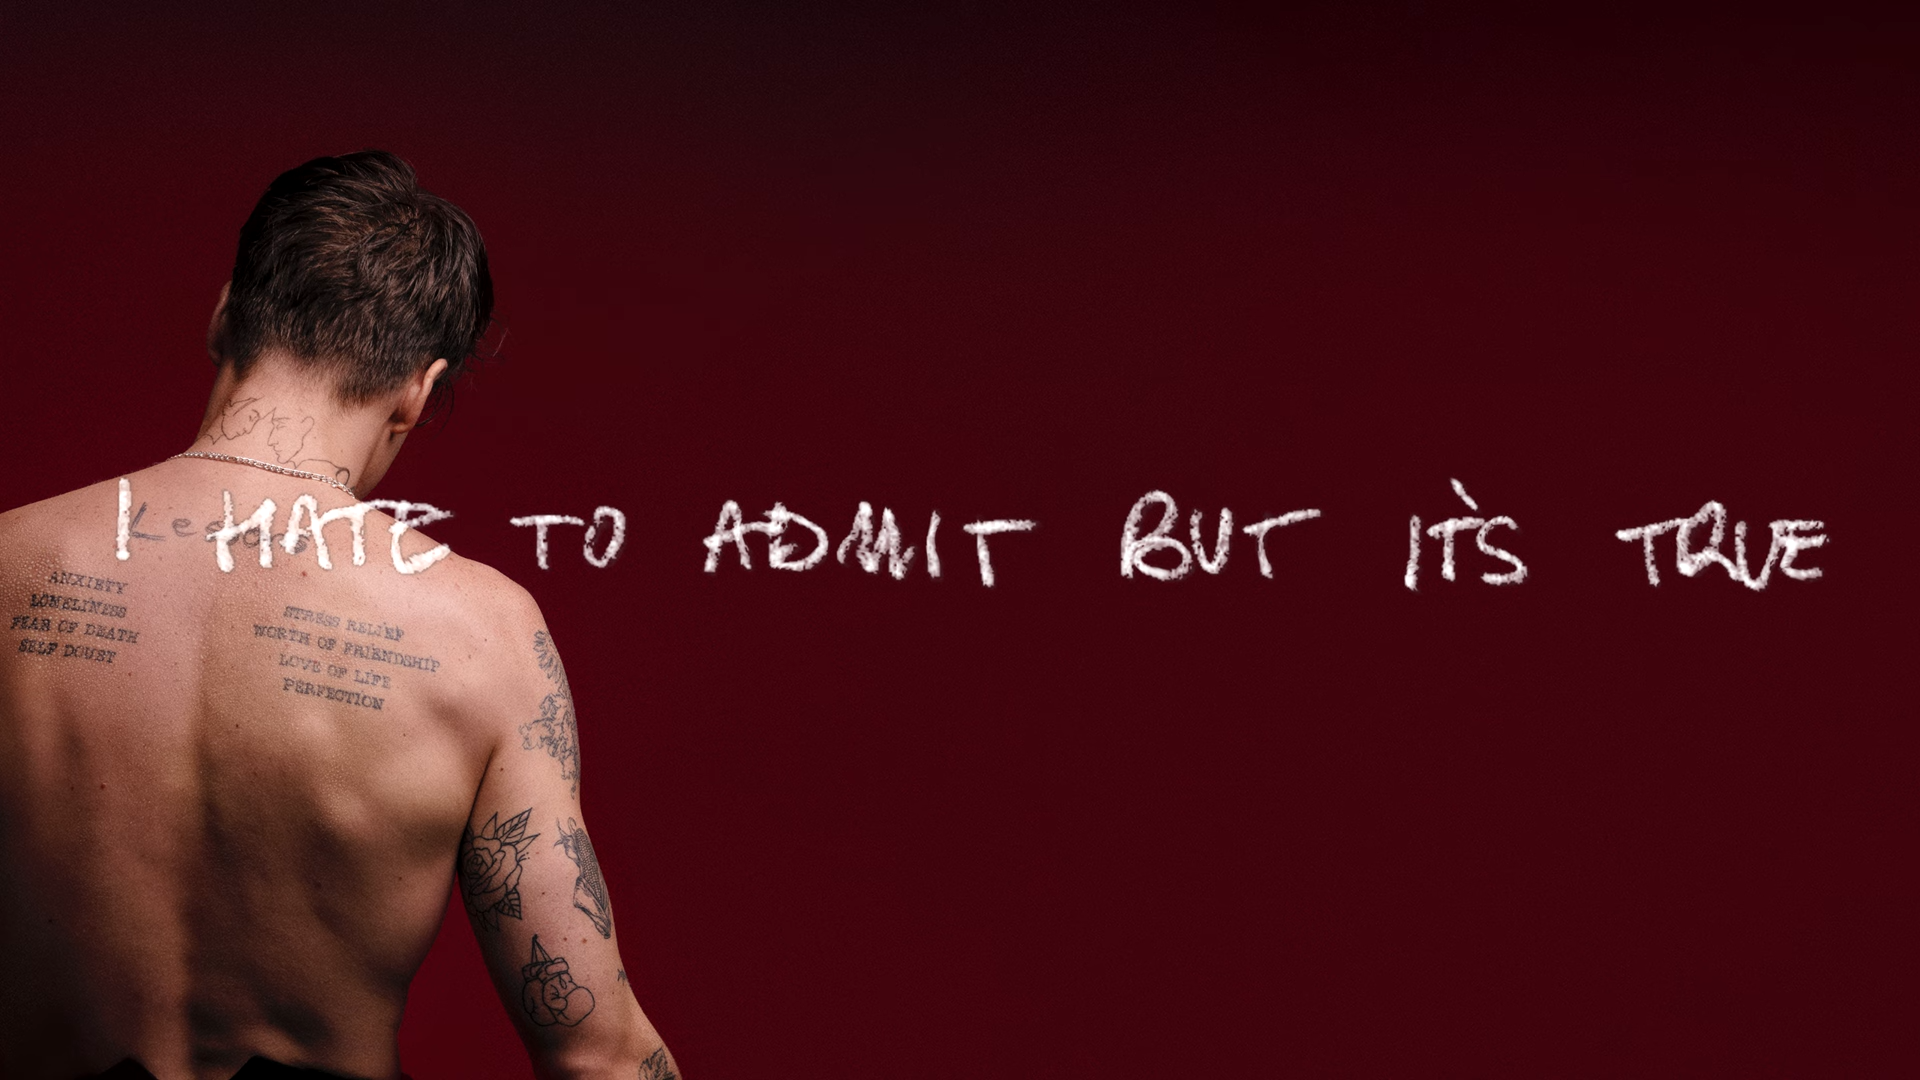 I HATE TO ADMIT BUT IT'S TRUE
ANXIETY
LONELINESS
FEAR OF DEATH
SELF DOUBT
STRESS RELIEF
WORTH OF FRIENDSHIP
LOVE OF LIFE
PERFECTION